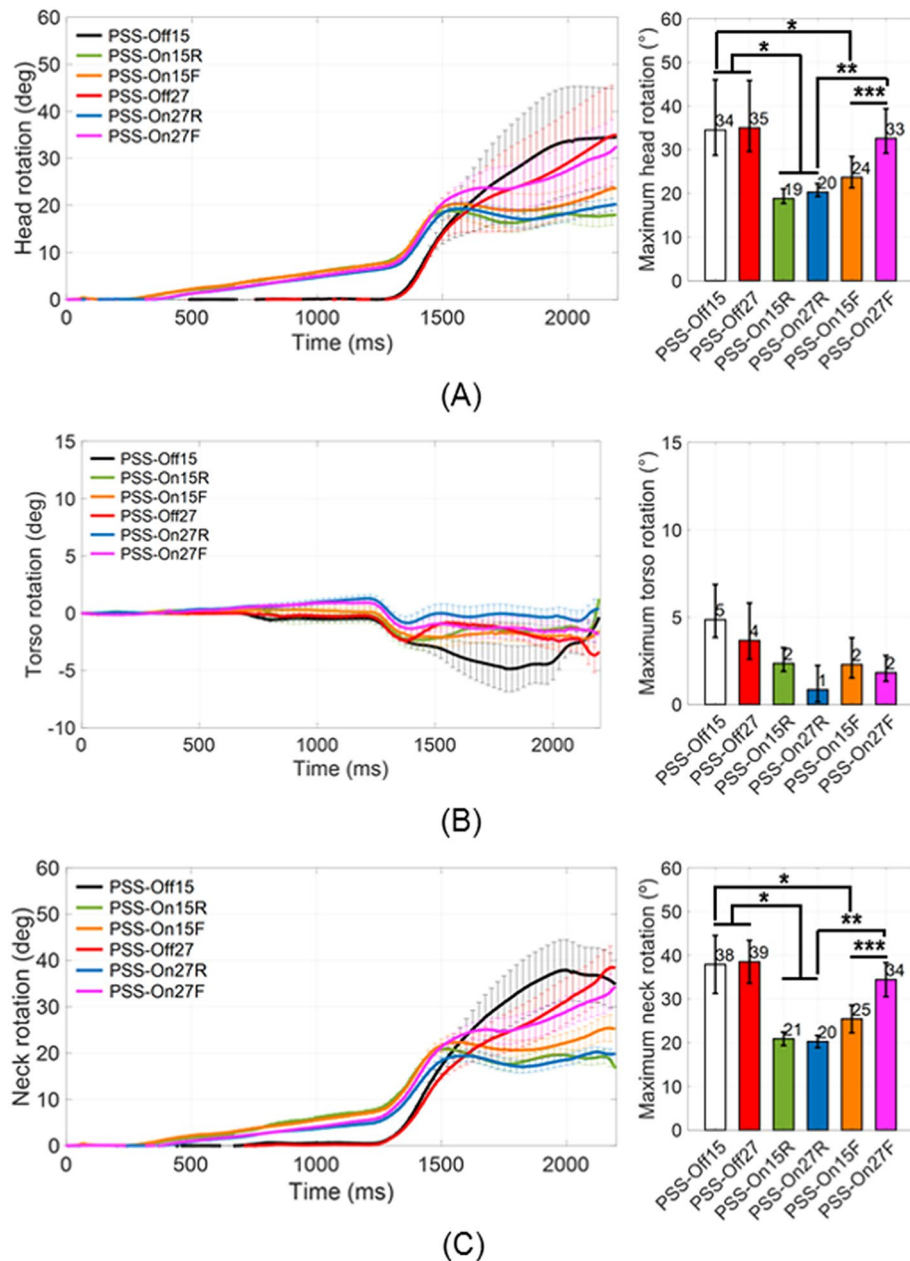 60
50
40
30
20
10
0
Head rotation (deg)
PSS-Off15
PSS-On15R
PSS-On15F
PSS-Off27
PSS-On27R
PSS-On27F
0 500 1000 1500 2000
Time (ms)
60
50
40
30
20
10
0
Maximum head rotation (°)
*
*
**
***
34 35 19 20 24 33
PSS-Off15
PSS-Off27
PSS-On15R
PSS-On27R
PSS-On15F
PSS-On27F
(A)
15
10
5
0
-5
-10
Torso rotation (deg)
PSS-Off15
PSS-On15R
PSS-On15F
PSS-Off27
PSS-On27R
PSS-On27F
0 500 1000 1500 2000
Time (ms)
15
10
5
0
Maximum torso rotation (°)
5 4 2 1 2 2
PSS-Off15
PSS-Off27
PSS-On15R
PSS-On27R
PSS-On15F
PSS-On27F
(B)
60
50
40
30
20
10
0
Neck rotation (deg)
PSS-Off15
PSS-On15R
PSS-On15F
PSS-Off27
PSS-On27R
PSS-On27F
0 500 1000 1500 2000
Time (ms)
60
50
40
30
20
10
0
Maximum neck rotation (°)
*
*
**
***
38 39 21 20 25 34
PSS-Off15
PSS-Off27
PSS-On15R
PSS-On27R
PSS-On15F
PSS-On27F
(C)